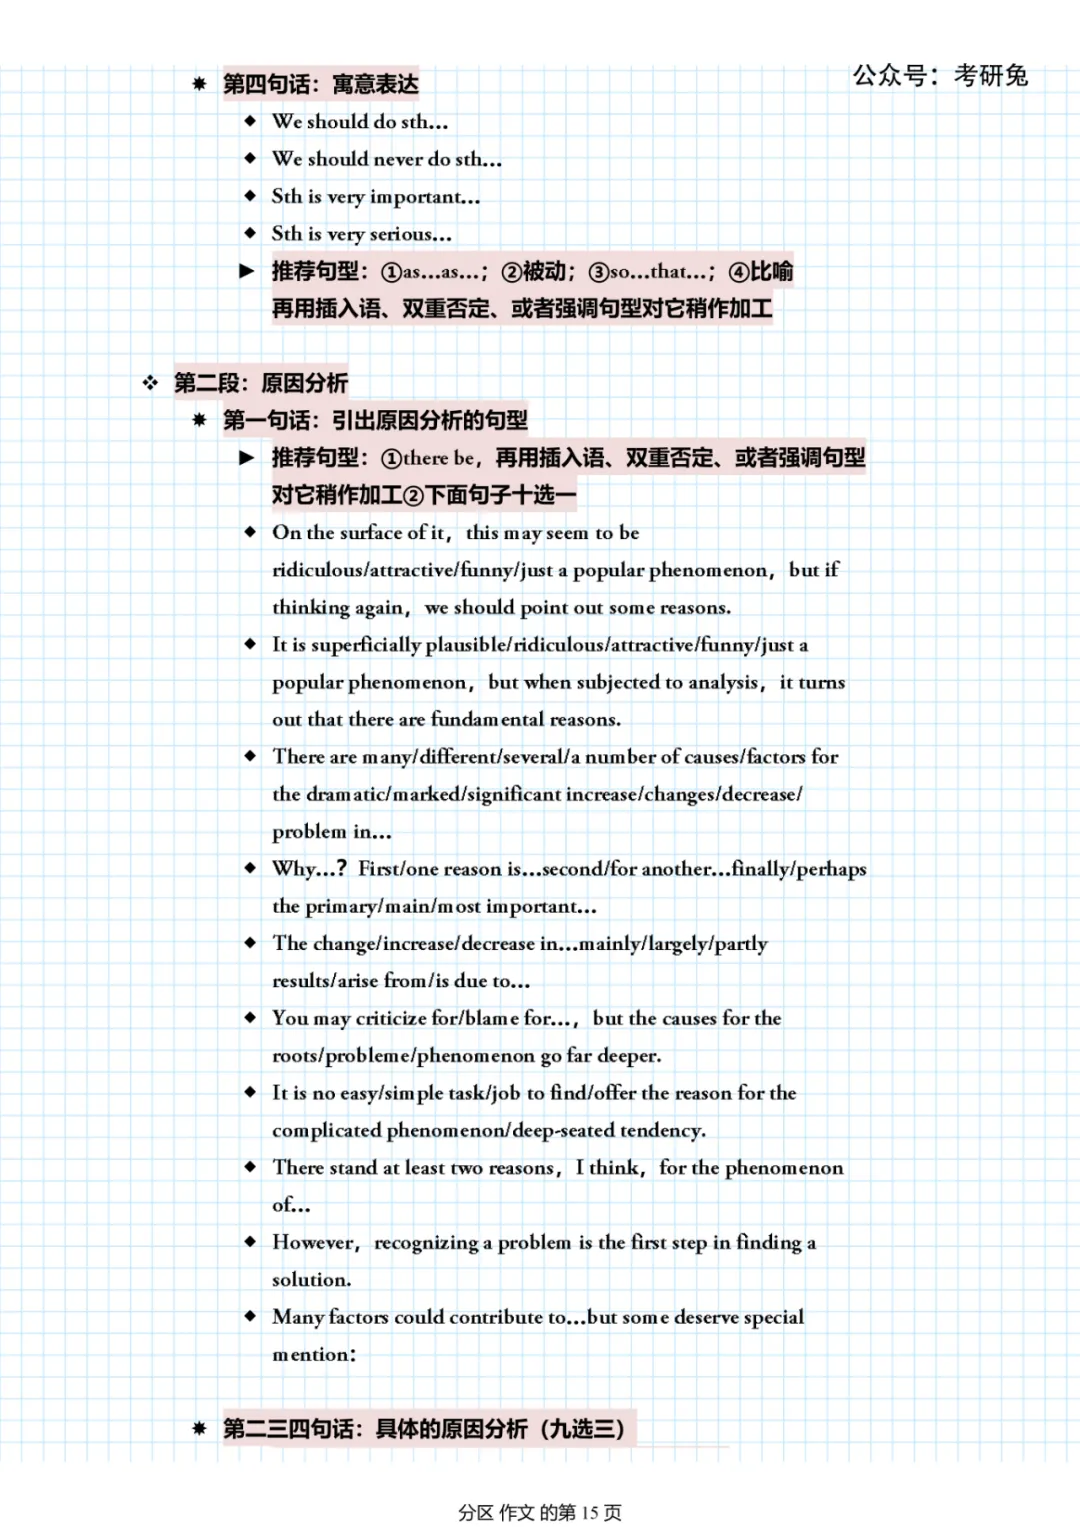 公众号：考研兔
✸ 第四句话：寓意表达
◆ We should do sth…
◆ We should never do sth…
◆ Sth is very important…
◆ Sth is very serious…
► 推荐句型：①as…as…；②被动；③so…that…；④比喻
再用插入语、双重否定、或者强调句型对它稍作加工
❖ 第二段：原因分析
✸ 第一句话：引出原因分析的句型
► 推荐句型：①there be，再用插入语、双重否定、或者强调句型
对它稍作加工②下面句子十选一
◆ On the surface of it，this may seem to be
ridiculous/attractive/funny/just a popular phenomenon，but if
thinking again，we should point out some reasons.
◆ It is superficially plausible/ridiculous/attractive/funny/just a
popular phenomenon，but when subjected to analysis，it turns
out that there are fundamental reasons.
◆ There are many/different/several/a number of causes/factors for
the dramatic/marked/significant increase/changes/decrease/
problem in…
◆ Why…？First/one reason is…second/for another…finally/perhaps
the primary/main/most important…
◆ The change/increase/decrease in…mainly/largely/partly
results/arise from/is due to…
◆ You may criticize for/blame for…，but the causes for the
roots/probleme/phenomenon go far deeper.
◆ It is no easy/simple task/job to find/offer the reason for the
complicated phenomenon/deep-seated tendency.
◆ There stand at least two reasons，I think，for the phenomenon
of…
◆ However，recognizing a problem is the first step in finding a
solution.
◆ Many factors could contribute to…but some deserve special
mention：
✸ 第二三四句话：具体的原因分析（九选三）
分区 作文 的第 15 页